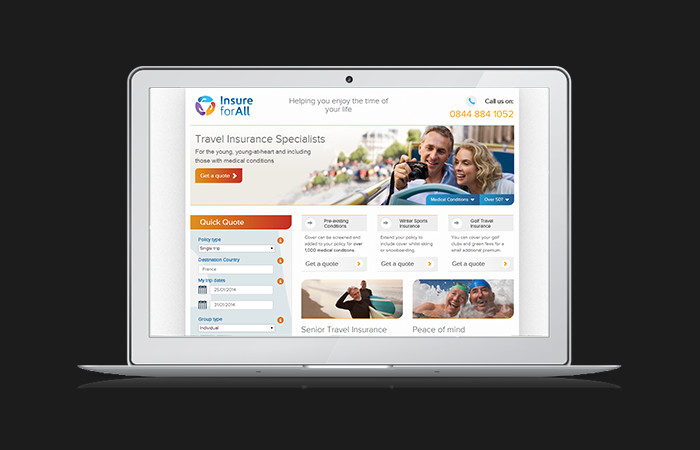 Insure
forAll
Helping you enjoy the time of
your life
Call us on:
0844 884 1052
Travel Insurance Specialists
For the young, young-at-heart and including
those with medical conditions
Get a quote
Medical Conditions
Over 50?
Quick Quote
Policy type
Single trip
Destination Country
France
My trip dates
25/01/2014
31/01/2014
Group type
Individual
Pre-existing
Conditions
Cover can be screened and
added to your policy for over
1,000 medical conditions.
Get a quote
Winter Sports
Insurance
Extend your policy to
include cover whilst skiing
or snowboarding.
Get a quote
Golf Travel
Insurance
You can cover your golf
clubs and green fees for a
small additional premium.
Get a quote
Senior Travel Insurance
Peace of mind